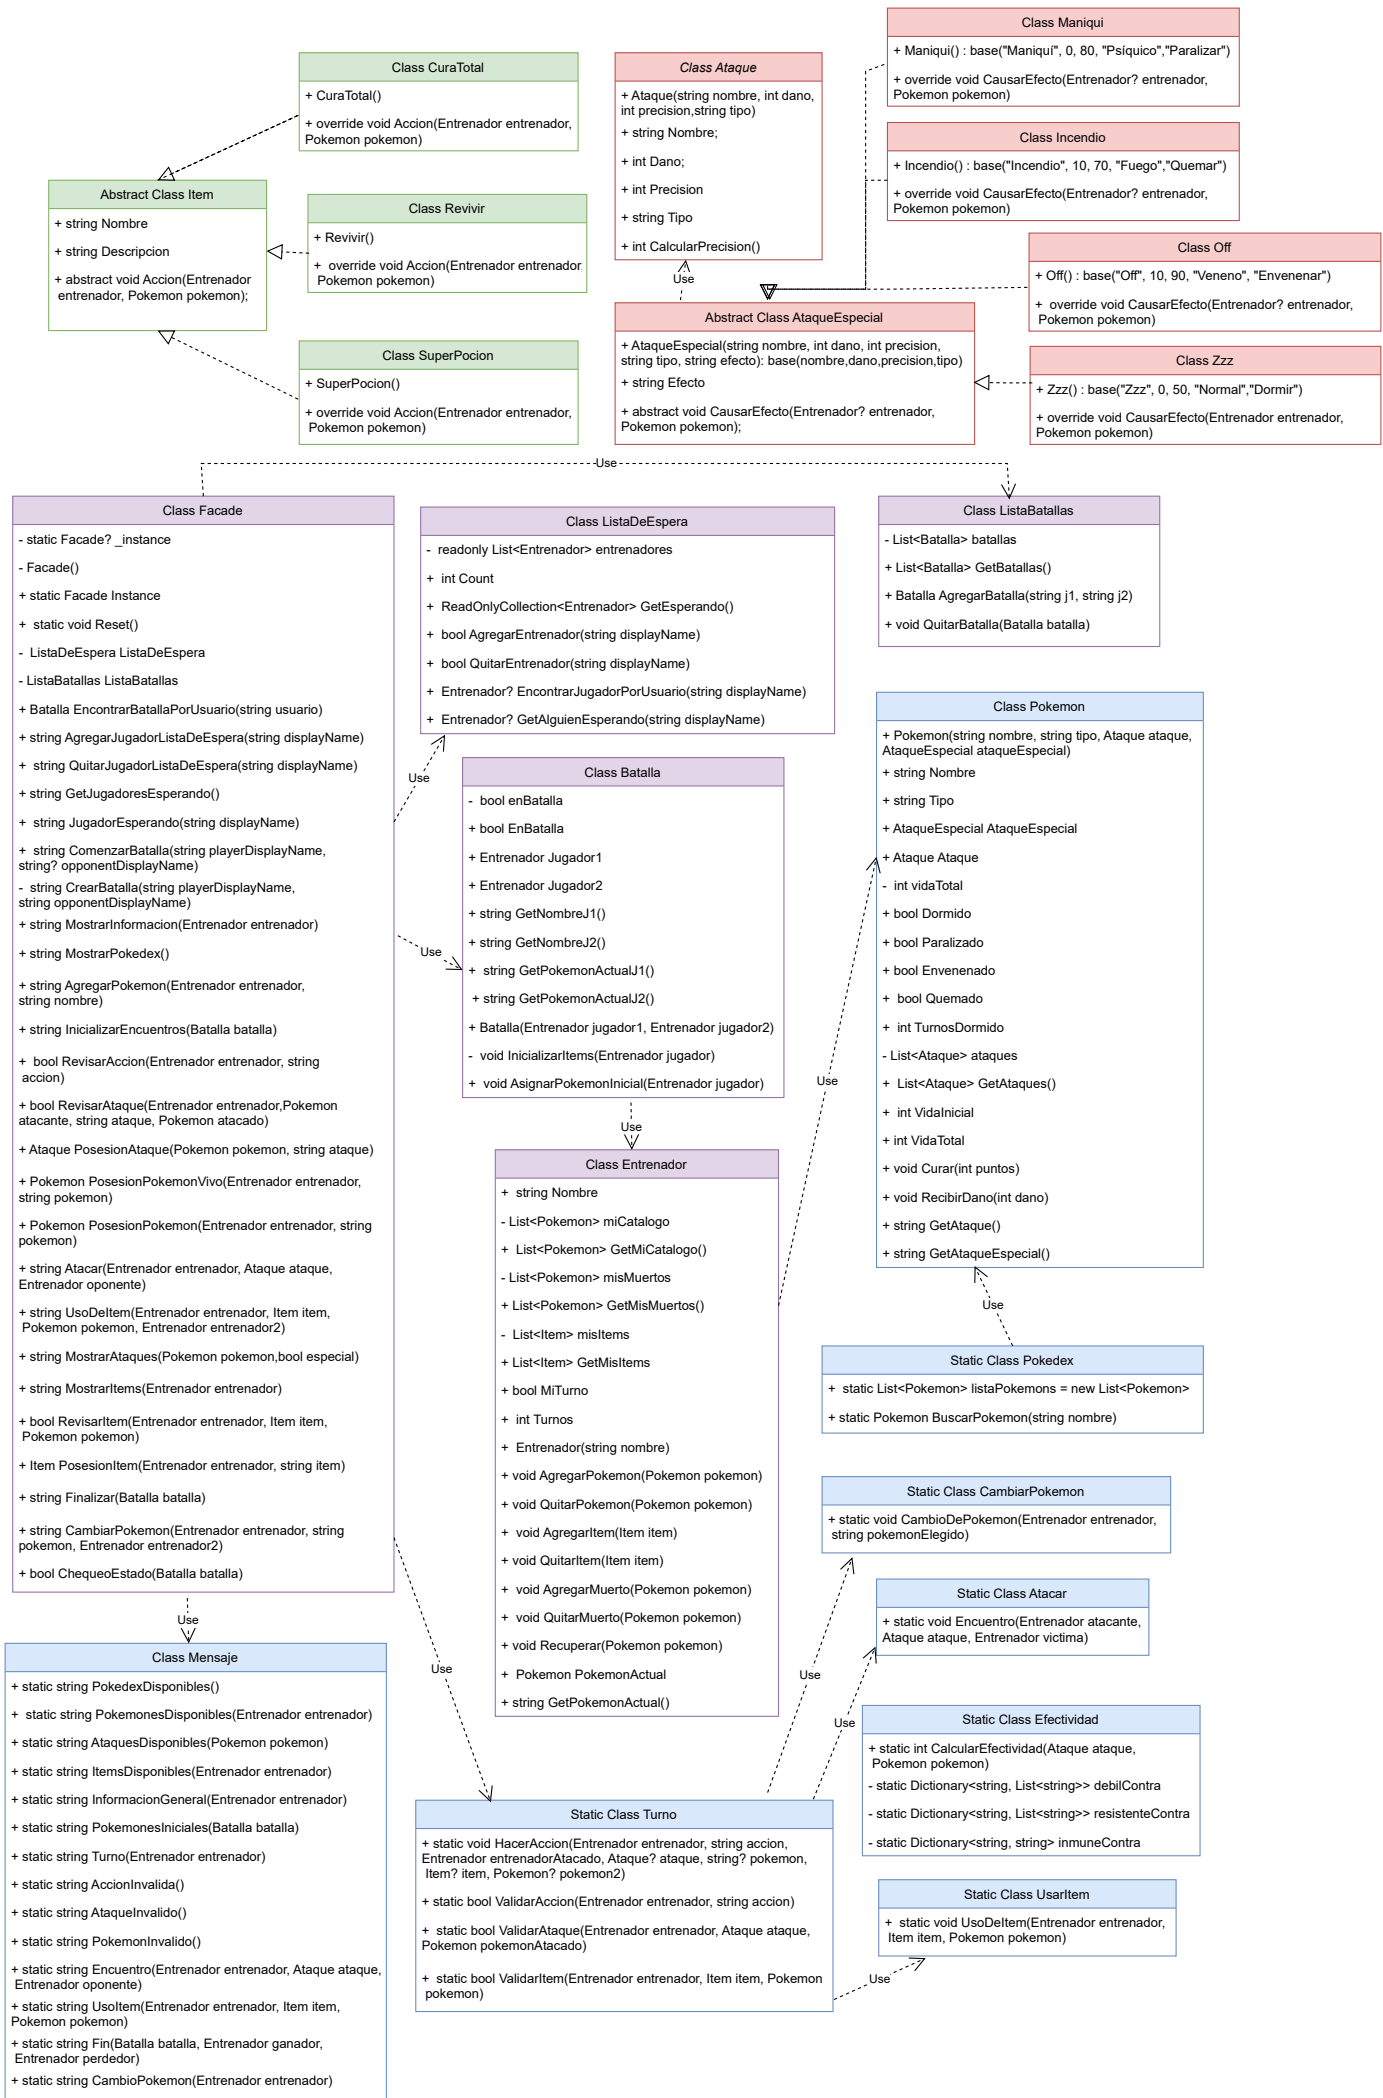 Class CuraTotal
+ CuraTotal()
+ override void Accion(Entrenador entrenador,
Pokemon pokemon)
Abstract Class Item
+ string Nombre
+ string Descripcion
+ abstract void Accion(Entrenador
entrenador, Pokemon pokemon);
Class Revivir
+ Revivir()
+ override void Accion(Entrenador entrenador,
Pokemon pokemon)
Class SuperPocion
+ SuperPocion()
+ override void Accion(Entrenador entrenador,
Pokemon pokemon)
Class Ataque
+ Ataque(string nombre, int dano,
int precision,string tipo)
+ string Nombre;
+ int Dano;
+ int Precision
+ string Tipo
+ int CalcularPrecision()
Use
Abstract Class AtaqueEspecial
+ AtaqueEspecial(string nombre, int dano, int precision,
string tipo, string efecto): base(nombre,dano,precision,tipo)
+ string Efecto
+ abstract void CausarEfecto(Entrenador? entrenador,
Pokemon pokemon);
Class Maniqui
+ Maniqui() : base("Maniquí", 0, 80, "Psíquico","Paralizar")
+ override void CausarEfecto(Entrenador? entrenador,
Pokemon pokemon)
Class Incendio
+ Incendio() : base("Incendio", 10, 70, "Fuego","Quemar")
+ override void CausarEfecto(Entrenador? entrenador,
Pokemon pokemon)
Class Off
+ Off() : base("Off", 10, 90, "Veneno", "Envenenar")
+ override void CausarEfecto(Entrenador? entrenador,
Pokemon pokemon)
Class Zzz
+ Zzz() : base("Zzz", 0, 50, "Normal","Dormir")
+ override void CausarEfecto(Entrenador entrenador,
Pokemon pokemon)
Use
Class Facade
- static Facade? _instance
- Facade()
+ static Facade Instance
+ static void Reset()
- ListaDeEspera ListaDeEspera
- ListaBatallas ListaBatallas
+ Batalla EncontrarBatallaPorUsuario(string usuario)
+ string AgregarJugadorListaDeEspera(string displayName)
+ string QuitarJugadorListaDeEspera(string displayName)
+ string GetJugadoresEsperando()
+ string JugadorEsperando(string displayName)
+ string ComenzarBatalla(string playerDisplayName,
string? opponentDisplayName)
- string CrearBatalla(string playerDisplayName,
string opponentDisplayName)
+ string MostrarInformacion(Entrenador entrenador)
+ string MostrarPokedex()
+ string AgregarPokemon(Entrenador entrenador,
string nombre)
+ string InicializarEncuentros(Batalla batalla)
+ bool RevisarAccion(Entrenador entrenador, string
accion)
+ bool RevisarAtaque(Entrenador entrenador,Pokemon
atacante, string ataque, Pokemon atacado)
+ Ataque PosesionAtaque(Pokemon pokemon, string ataque)
+ Pokemon PosesionPokemonVivo(Entrenador entrenador,
string pokemon)
+ Pokemon PosesionPokemon(Entrenador entrenador, string
pokemon)
+ string Atacar(Entrenador entrenador, Ataque ataque,
Entrenador oponente)
+ string UsoDeItem(Entrenador entrenador, Item item,
Pokemon pokemon, Entrenador entrenador2)
+ string MostrarAtaques(Pokemon pokemon,bool especial)
+ string MostrarItems(Entrenador entrenador)
+ bool RevisarItem(Entrenador entrenador, Item item,
Pokemon pokemon)
+ Item PosesionItem(Entrenador entrenador, string item)
+ string Finalizar(Batalla batalla)
+ string CambiarPokemon(Entrenador entrenador, string
pokemon, Entrenador entrenador2)
+ bool ChequeoEstado(Batalla batalla)
Use
Use
Use
Use
Class Mensaje
+ static string PokedexDisponibles()
+ static string PokemonesDisponibles(Entrenador entrenador)
+ static string AtaquesDisponibles(Pokemon pokemon)
+ static string ItemsDisponibles(Entrenador entrenador)
+ static string InformacionGeneral(Entrenador entrenador)
+ static string PokemonesIniciales(Batalla batalla)
+ static string Turno(Entrenador entrenador)
+ static string AccionInvalida()
+ static string AtaqueInvalido()
+ static string PokemonInvalido()
+ static string Encuentro(Entrenador entrenador, Ataque ataque,
Entrenador oponente)
+ static string UsoItem(Entrenador entrenador, Item item,
Pokemon pokemon)
+ static string Fin(Batalla batalla, Entrenador ganador,
Entrenador perdedor)
+ static string CambioPokemon(Entrenador entrenador)
Class ListaDeEspera
- readonly List<Entrenador> entrenadores
+ int Count
+ ReadOnlyCollection<Entrenador> GetEsperando()
+ bool AgregarEntrenador(string displayName)
+ bool QuitarEntrenador(string displayName)
+ Entrenador? EncontrarJugadorPorUsuario(string displayName)
+ Entrenador? GetAlguienEsperando(string displayName)
Class Batalla
- bool enBatalla
+ bool EnBatalla
+ Entrenador Jugador1
+ Entrenador Jugador2
+ string GetNombreJ1()
+ string GetNombreJ2()
+ string GetPokemonActualJ1()
+ string GetPokemonActualJ2()
+ Batalla(Entrenador jugador1, Entrenador jugador2)
- void InicializarItems(Entrenador jugador)
+ void AsignarPokemonInicial(Entrenador jugador)
Use
Class Entrenador
+ string Nombre
- List<Pokemon> miCatalogo
+ List<Pokemon> GetMiCatalogo()
- List<Pokemon> misMuertos
+ List<Pokemon> GetMisMuertos()
- List<Item> misItems
+ List<Item> GetMisItems
+ bool MiTurno
+ int Turnos
+ Entrenador(string nombre)
+ void AgregarPokemon(Pokemon pokemon)
+ void QuitarPokemon(Pokemon pokemon)
+ void AgregarItem(Item item)
+ void QuitarItem(Item item)
+ void AgregarMuerto(Pokemon pokemon)
+ void QuitarMuerto(Pokemon pokemon)
+ void Recuperar(Pokemon pokemon)
+ Pokemon PokemonActual
+ string GetPokemonActual()
Use
Static Class Turno
+ static void HacerAccion(Entrenador entrenador, string accion,
Entrenador entrenadorAtacado, Ataque? ataque, string? pokemon,
Item? item, Pokemon? pokemon2)
+ static bool ValidarAccion(Entrenador entrenador, string accion)
+ static bool ValidarAtaque(Entrenador entrenador, Ataque ataque,
Pokemon pokemonAtacado)
+ static bool ValidarItem(Entrenador entrenador, Item item, Pokemon
pokemon)
Use
Use
Use
Class ListaBatallas
- List<Batalla> batallas
+ List<Batalla> GetBatallas()
+ Batalla AgregarBatalla(string j1, string j2)
+ void QuitarBatalla(Batalla batalla)
Class Pokemon
+ Pokemon(string nombre, string tipo, Ataque ataque,
AtaqueEspecial ataqueEspecial)
+ string Nombre
+ string Tipo
+ AtaqueEspecial AtaqueEspecial
+ Ataque Ataque
- int vidaTotal
+ bool Dormido
+ bool Paralizado
+ bool Envenenado
+ bool Quemado
+ int TurnosDormido
- List<Ataque> ataques
+ List<Ataque> GetAtaques()
+ int VidaInicial
+ int VidaTotal
+ void Curar(int puntos)
+ void RecibirDano(int dano)
+ string GetAtaque()
+ string GetAtaqueEspecial()
Use
Static Class Pokedex
+ static List<Pokemon> listaPokemons = new List<Pokemon>
+ static Pokemon BuscarPokemon(string nombre)
Static Class CambiarPokemon
+ static void CambioDePokemon(Entrenador entrenador,
string pokemonElegido)
Static Class Atacar
+ static void Encuentro(Entrenador atacante,
Ataque ataque, Entrenador victima)
Static Class Efectividad
+ static int CalcularEfectividad(Ataque ataque,
Pokemon pokemon)
- static Dictionary<string, List<string>> debilContra
- static Dictionary<string, List<string>> resistenteContra
- static Dictionary<string, string> inmuneContra
Static Class UsarItem
+ static void UsoDeItem(Entrenador entrenador,
Item item, Pokemon pokemon)